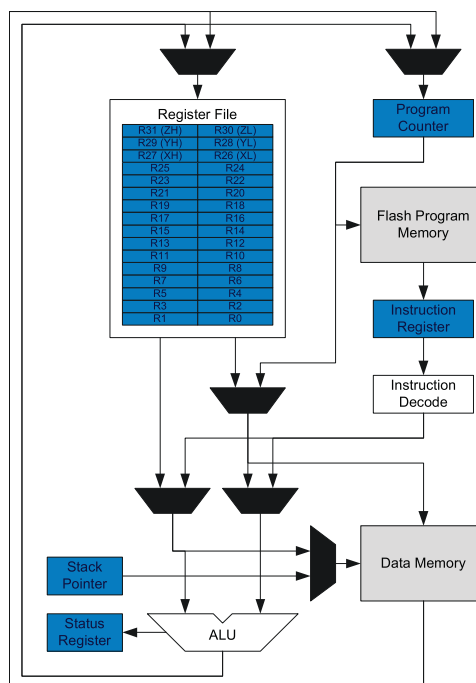 Register File
R31 (ZH) R30 (ZL)
R29 (YH) R28 (YL)
R27 (XH) R26 (XL)
R25 R24
R23 R22
R21 R20
R19 R18
R17 R16
R15 R14
R13 R12
R11 R10
R9 R8
R7 R6
R5 R4
R3 R2
R1 R0
Program
Counter
Flash Program
Memory
Instruction
Register
Instruction
Decode
Stack
Pointer
Data Memory
Status
Register
ALU